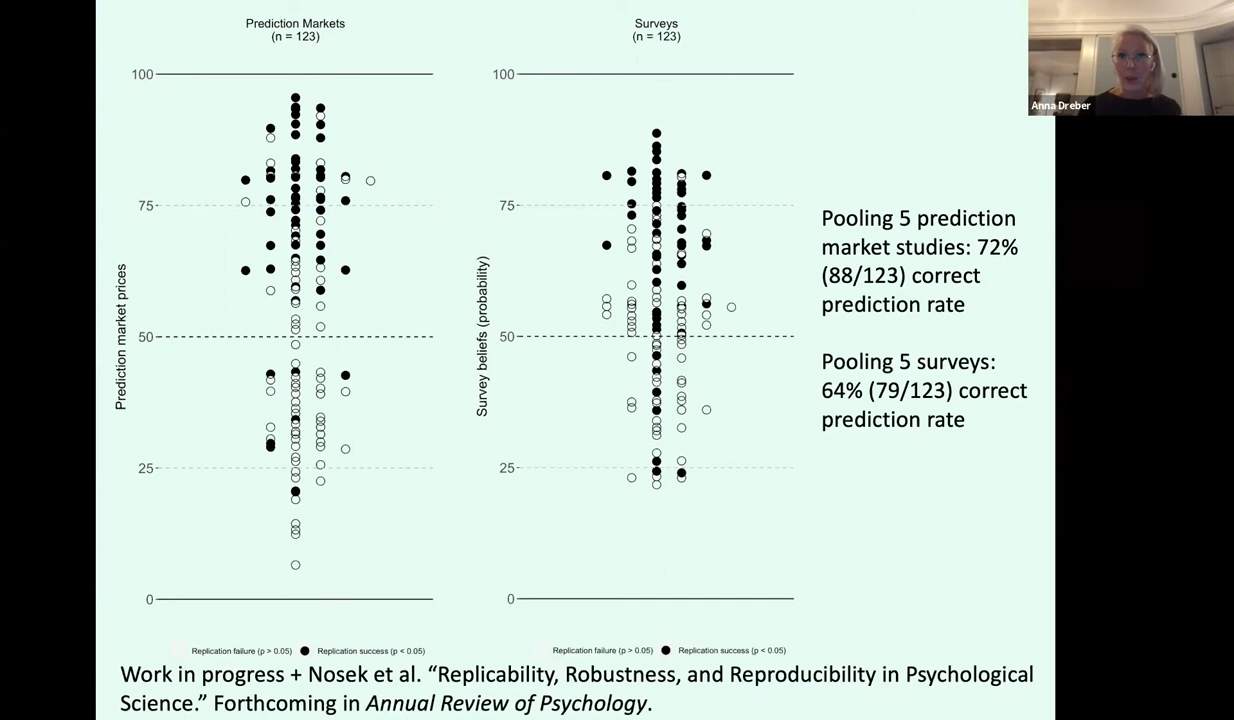 Prediction Markets
(n = 123)
100
75
50
25
0
Prediction market prices
Replication failure (p > 0.05)
Replication success (p < 0.05)
Surveys
(n = 123)
100
75
50
25
0
Survey beliefs (probability)
Replication failure (p > 0.05)
Replication success (p < 0.05)
Anna Dreber
Pooling 5 prediction
market studies: 72%
(88/123) correct
prediction rate
Pooling 5 surveys:
64% (79/123) correct
prediction rate
Work in progress + Nosek et al. “Replicability, Robustness, and Reproducibility in Psychological
Science.” Forthcoming in Annual Review of Psychology.